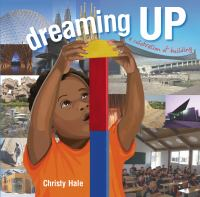 dreaming UP
a celebration of building
Christy Hale